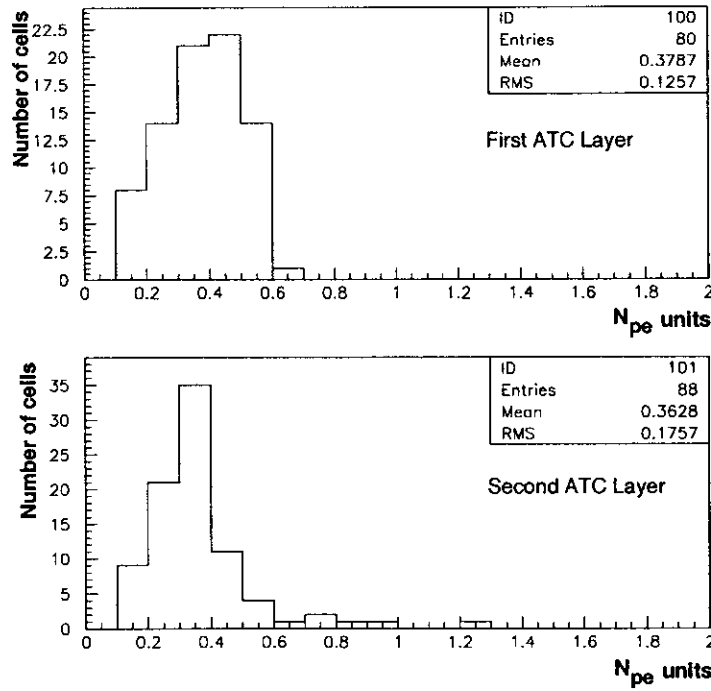 Number of cells
22.5
20
17.5
15
12.5
10
7.5
5
2.5
0
ID 100
Entries 80
Mean 0.3787
RMS 0.1257
First ATC Layer
0 0.2 0.4 0.6 0.8 1 1.2 1.4 1.6 1.8 2
Npe units
Number of cells
35
30
25
20
15
10
5
0
ID 101
Entries 88
Mean 0.3628
RMS 0.1757
Second ATC Layer
0 0.2 0.4 0.6 0.8 1 1.2 1.4 1.6 1.8 2
Npe units